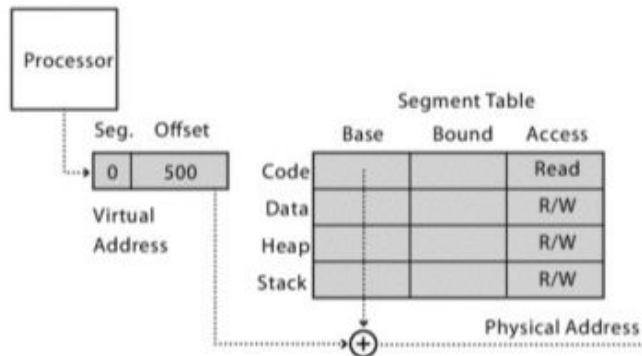 Processor
Segment Table
Seg. Offset
Base Bound Access
0 500
Code Read
Virtual
Address
Data R/W
Heap R/W
Stack R/W
Physical Address
+